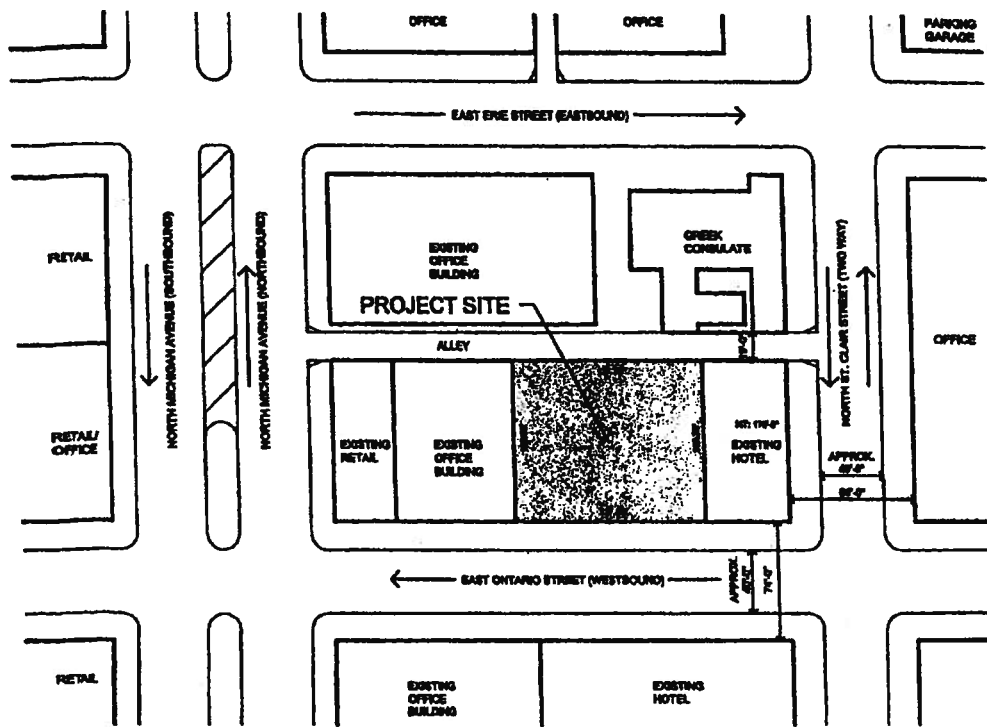 OFFICE
OFFICE
PARKING
GARAGE
EAST ERIE STREET (EASTBOUND)
RETAIL
NORTH MICHIGAN AVENUE (SOUTHBOUND)
NORTH MICHIGAN AVENUE (NORTHBOUND)
EXISTING
OFFICE
BUILDING
GREEK
CONSULATE
NORTH ST. CLAIR STREET (TWO WAY)
PROJECT SITE
ALLEY
OFFICE
RETAIL/
OFFICE
EXISTING
RETAIL
EXISTING
OFFICE
BUILDING
EXISTING
HOTEL
APPROX.
EAST ONTARIO STREET (WESTBOUND)
APPROX.
74'-0"
RETAIL
EXISTING
OFFICE
BUILDING
EXISTING
HOTEL